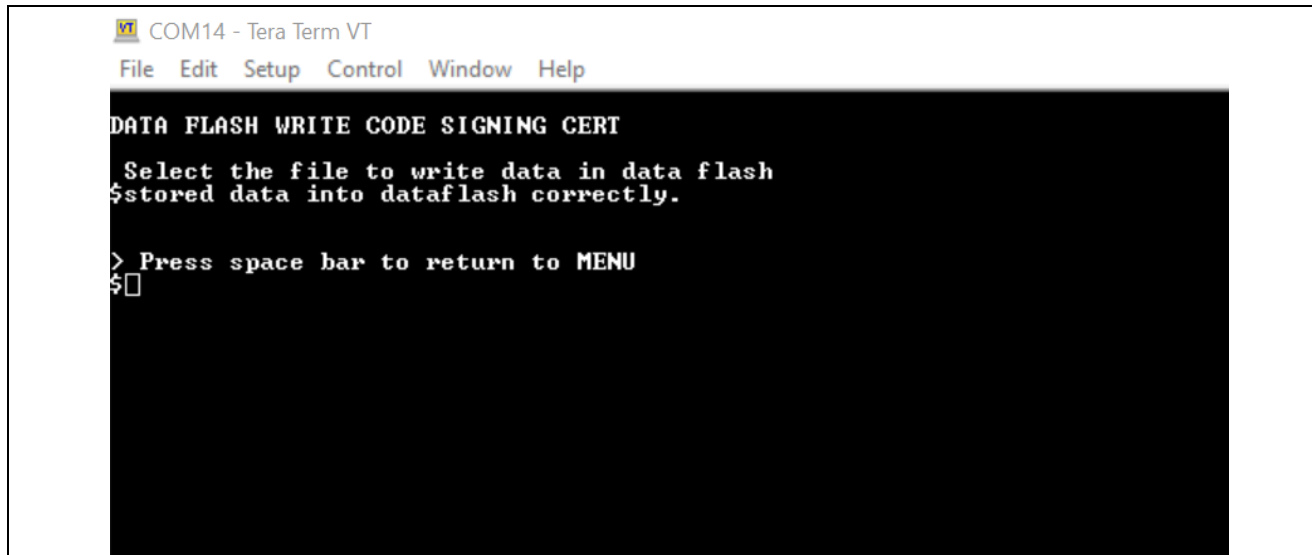 VT COM14 - Tera Term VT
File Edit Setup Control Window Help
DATA FLASH WRITE CODE SIGNING CERT
Select the file to write data in data flash
$stored data into dataflash correctly.
> Press space bar to return to MENU
$